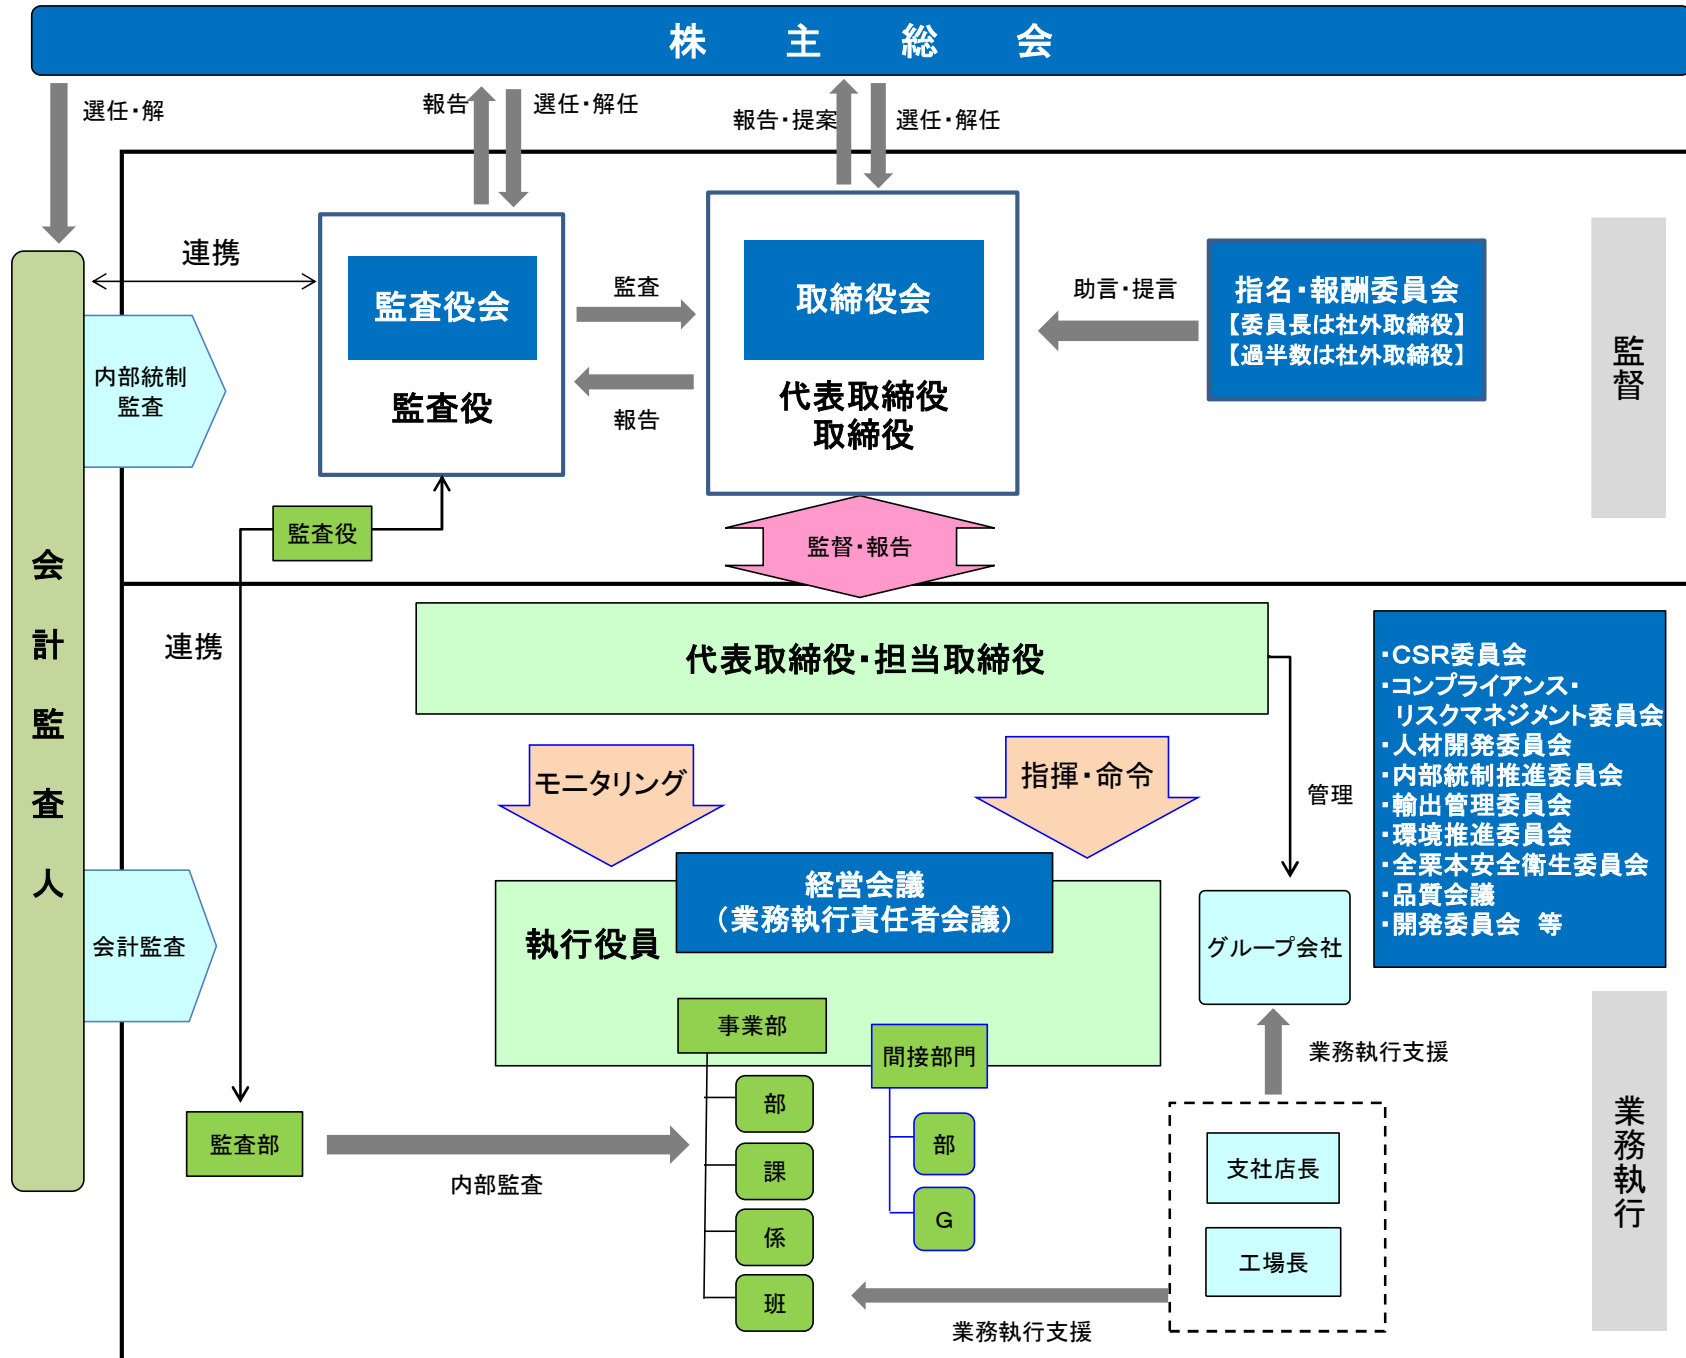 株主総会
選任・解
報告
選任・解任
報告・提案
選任・解任
連携
監査役会
監査役
監査
報告
取締役会
代表取締役
取締役
助言・提言
指名・報酬委員会
【委員長は社外取締役】
【過半数は社外取締役】
監督
内部統制
監査
監査役
監督・報告
会計監査人
連携
代表取締役・担当取締役
モニタリング
指揮・命令
管理
・CSR委員会
・コンプライアンス・
リスクマネジメント委員会
・人材開発委員会
・内部統制推進委員会
・輸出管理委員会
・環境推進委員会
・全栗本安全衛生委員会
・品質会議
・開発委員会　等
経営会議
（業務執行責任者会議）
執行役員
グループ会社
会計監査
事業部
間接部門
業務執行支援
部
課
係
班
部
G
監査部
内部監査
支社店長
工場長
業務執行支援
業務執行